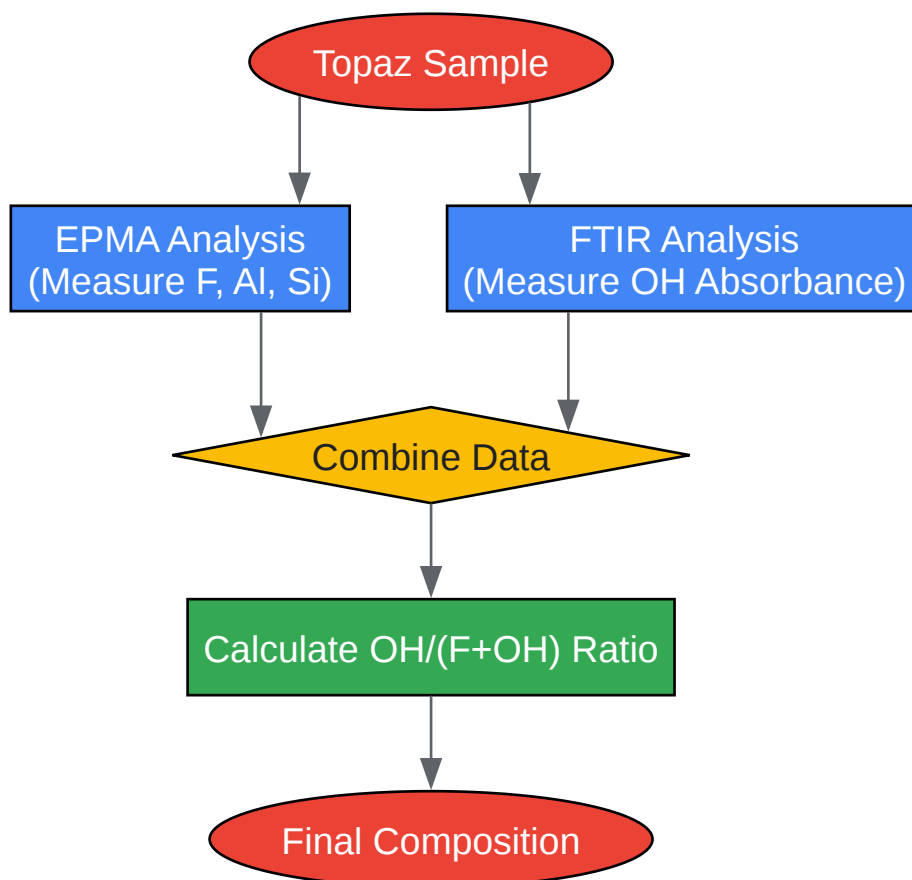 Topaz Sample
EPMA Analysis
(Measure F, Al, Si)
FTIR Analysis
(Measure OH Absorbance)
Combine Data
Calculate OH/(F+OH) Ratio
Final Composition